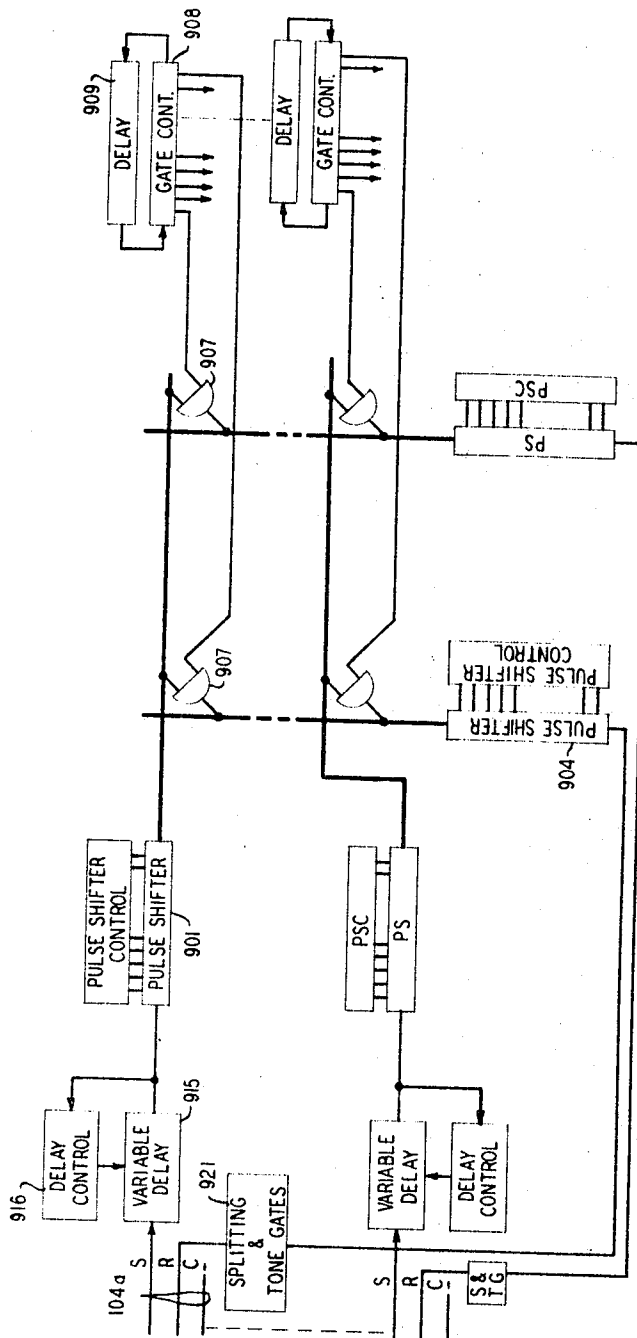 104a
S
R
C
916
DELAY
CONTROL
VARIABLE
DELAY
915
921
SPLITTING
&
TONE GATES
PULSE SHIFTER
CONTROL
PULSE SHIFTER
901
907
907
909
DELAY
GATE CONT.
908
S
R
C
S &
TG
VARIABLE
DELAY
DELAY
CONTROL
PSC
PS
DELAY
GATE CONT.
PULSE SHIFTER
904
PULSE SHIFTER
CONTROL
PS
PSC